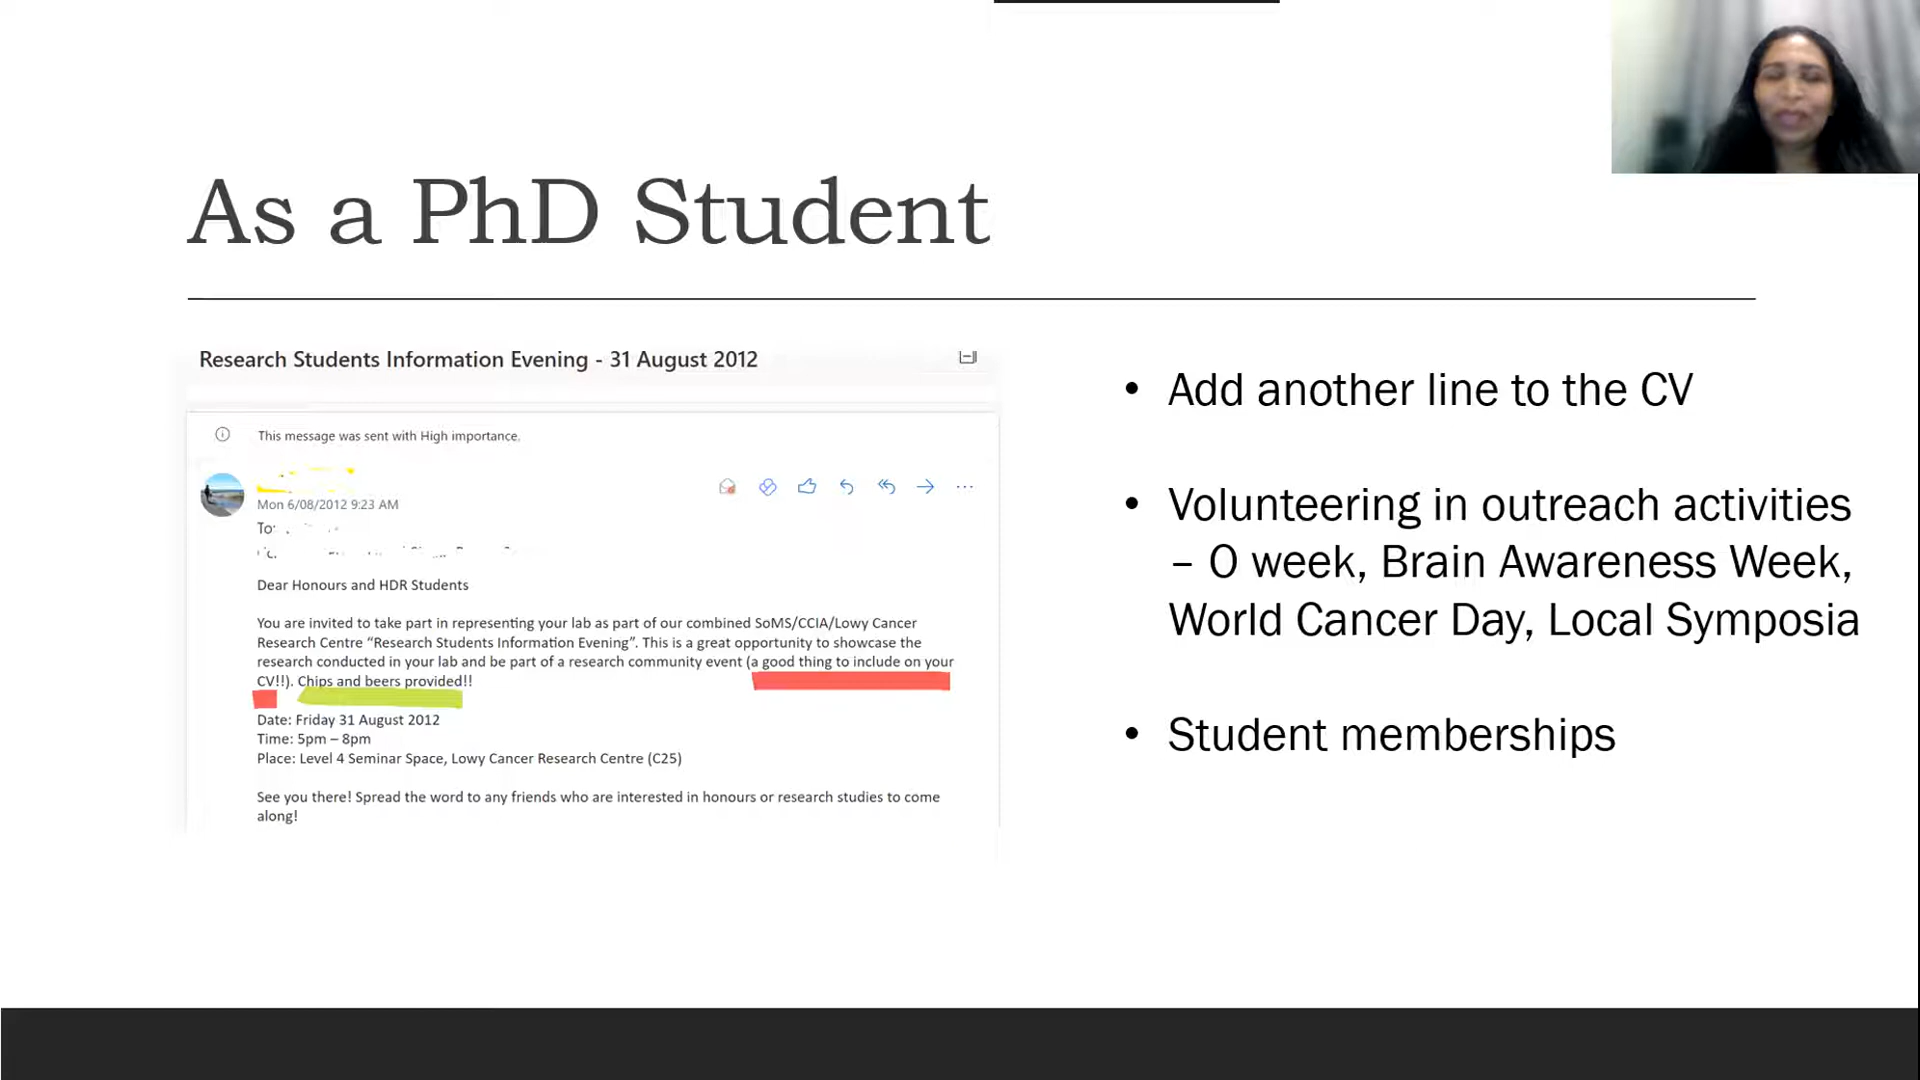 As a PhD Student
Research Students Information Evening - 31 August 2012
This message was sent with High importance.
Mon 6/08/2012 9:23 AM
To:
Dear Honours and HDR Students
You are invited to take part in representing your lab as part of our combined SoMS/CCIA/Lowy Cancer
Research Centre “Research Students Information Evening”. This is a great opportunity to showcase the
research conducted in your lab and be part of a research community event (a good thing to include on your
CV!!). Chips and beers provided!!
Date: Friday 31 August 2012
Time: 5pm – 8pm
Place: Level 4 Seminar Space, Lowy Cancer Research Centre (C25)
See you there! Spread the word to any friends who are interested in honours or research studies to come
along!
• Add another line to the CV
• Volunteering in outreach activities
– O week, Brain Awareness Week,
World Cancer Day, Local Symposia
• Student memberships